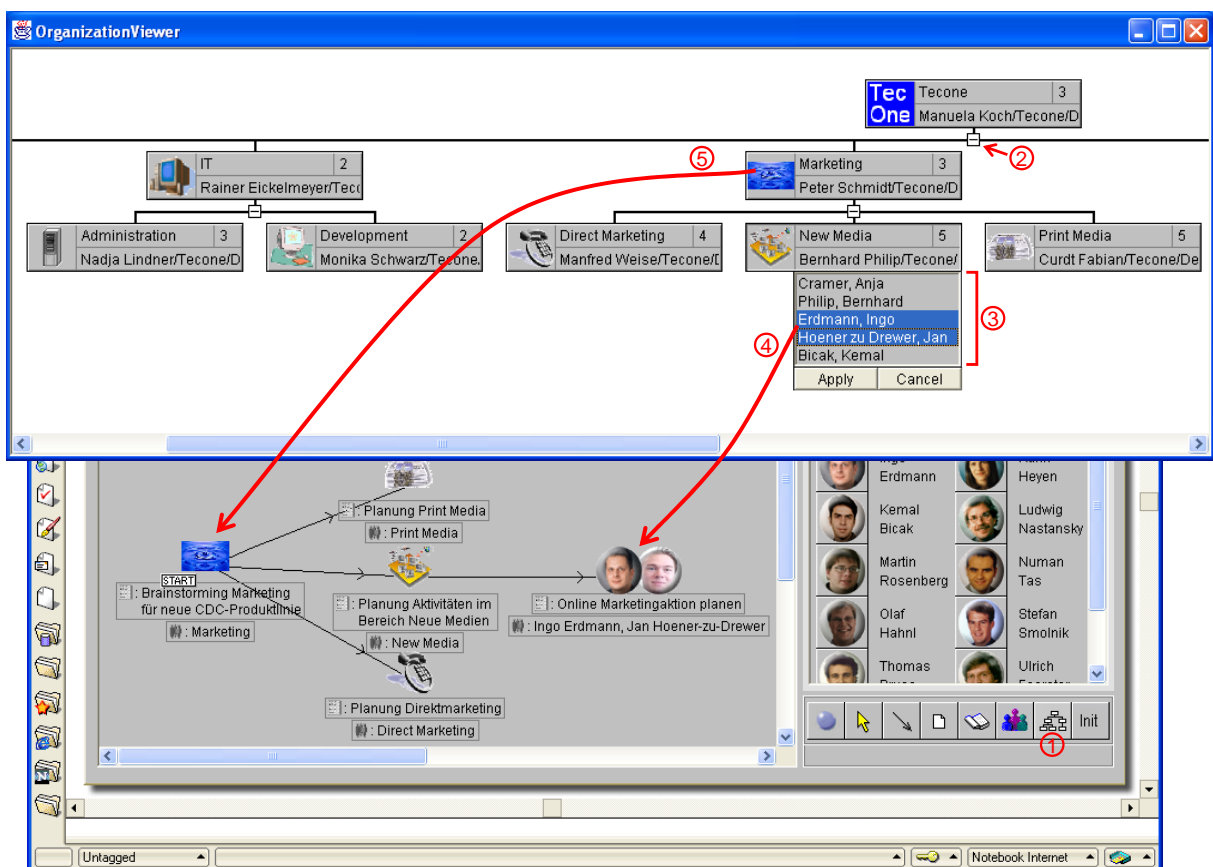 OrganizationViewer
Tec
One
Tecone 3
Manuela Koch/Tecone/D
②
⑤
IT 2
Rainer Eickelmeyer/Tec
Marketing 3
Peter Schmidt/Tecone/D
Administration 3
Nadja Lindner/Tecone/D
Development 2
Monika Schwarz/Tecone.
Direct Marketing 4
Manfred Weise/Tecone/D
New Media 5
Bernhard Philip/Tecone/
Print Media 5
Curdt Fabian/Tecone/De
Cramer, Anja
Philip, Bernhard
Erdmann, Ingo
Hoener zu Drewer, Jan
Bicak, Kemal
③
④
Apply Cancel
: Planung Print Media
: Print Media
START
: Brainstorming Marketing
für neue CDC-Produktlinie
: Marketing
: Planung Aktivitäten im
Bereich Neue Medien
: New Media
: Online Marketingaktion planen
: Ingo Erdmann, Jan Hoener-zu-Drewer
: Planung Direktmarketing
: Direct Marketing
Erdmann
Heyen
Kemal
Bicak
Ludwig
Nastansky
Martin
Rosenberg
Numan
Tas
Olaf
Hahnl
Stefan
Smolnik
Thomas
Ulrich
Init
①
Untagged
Notebook Internet